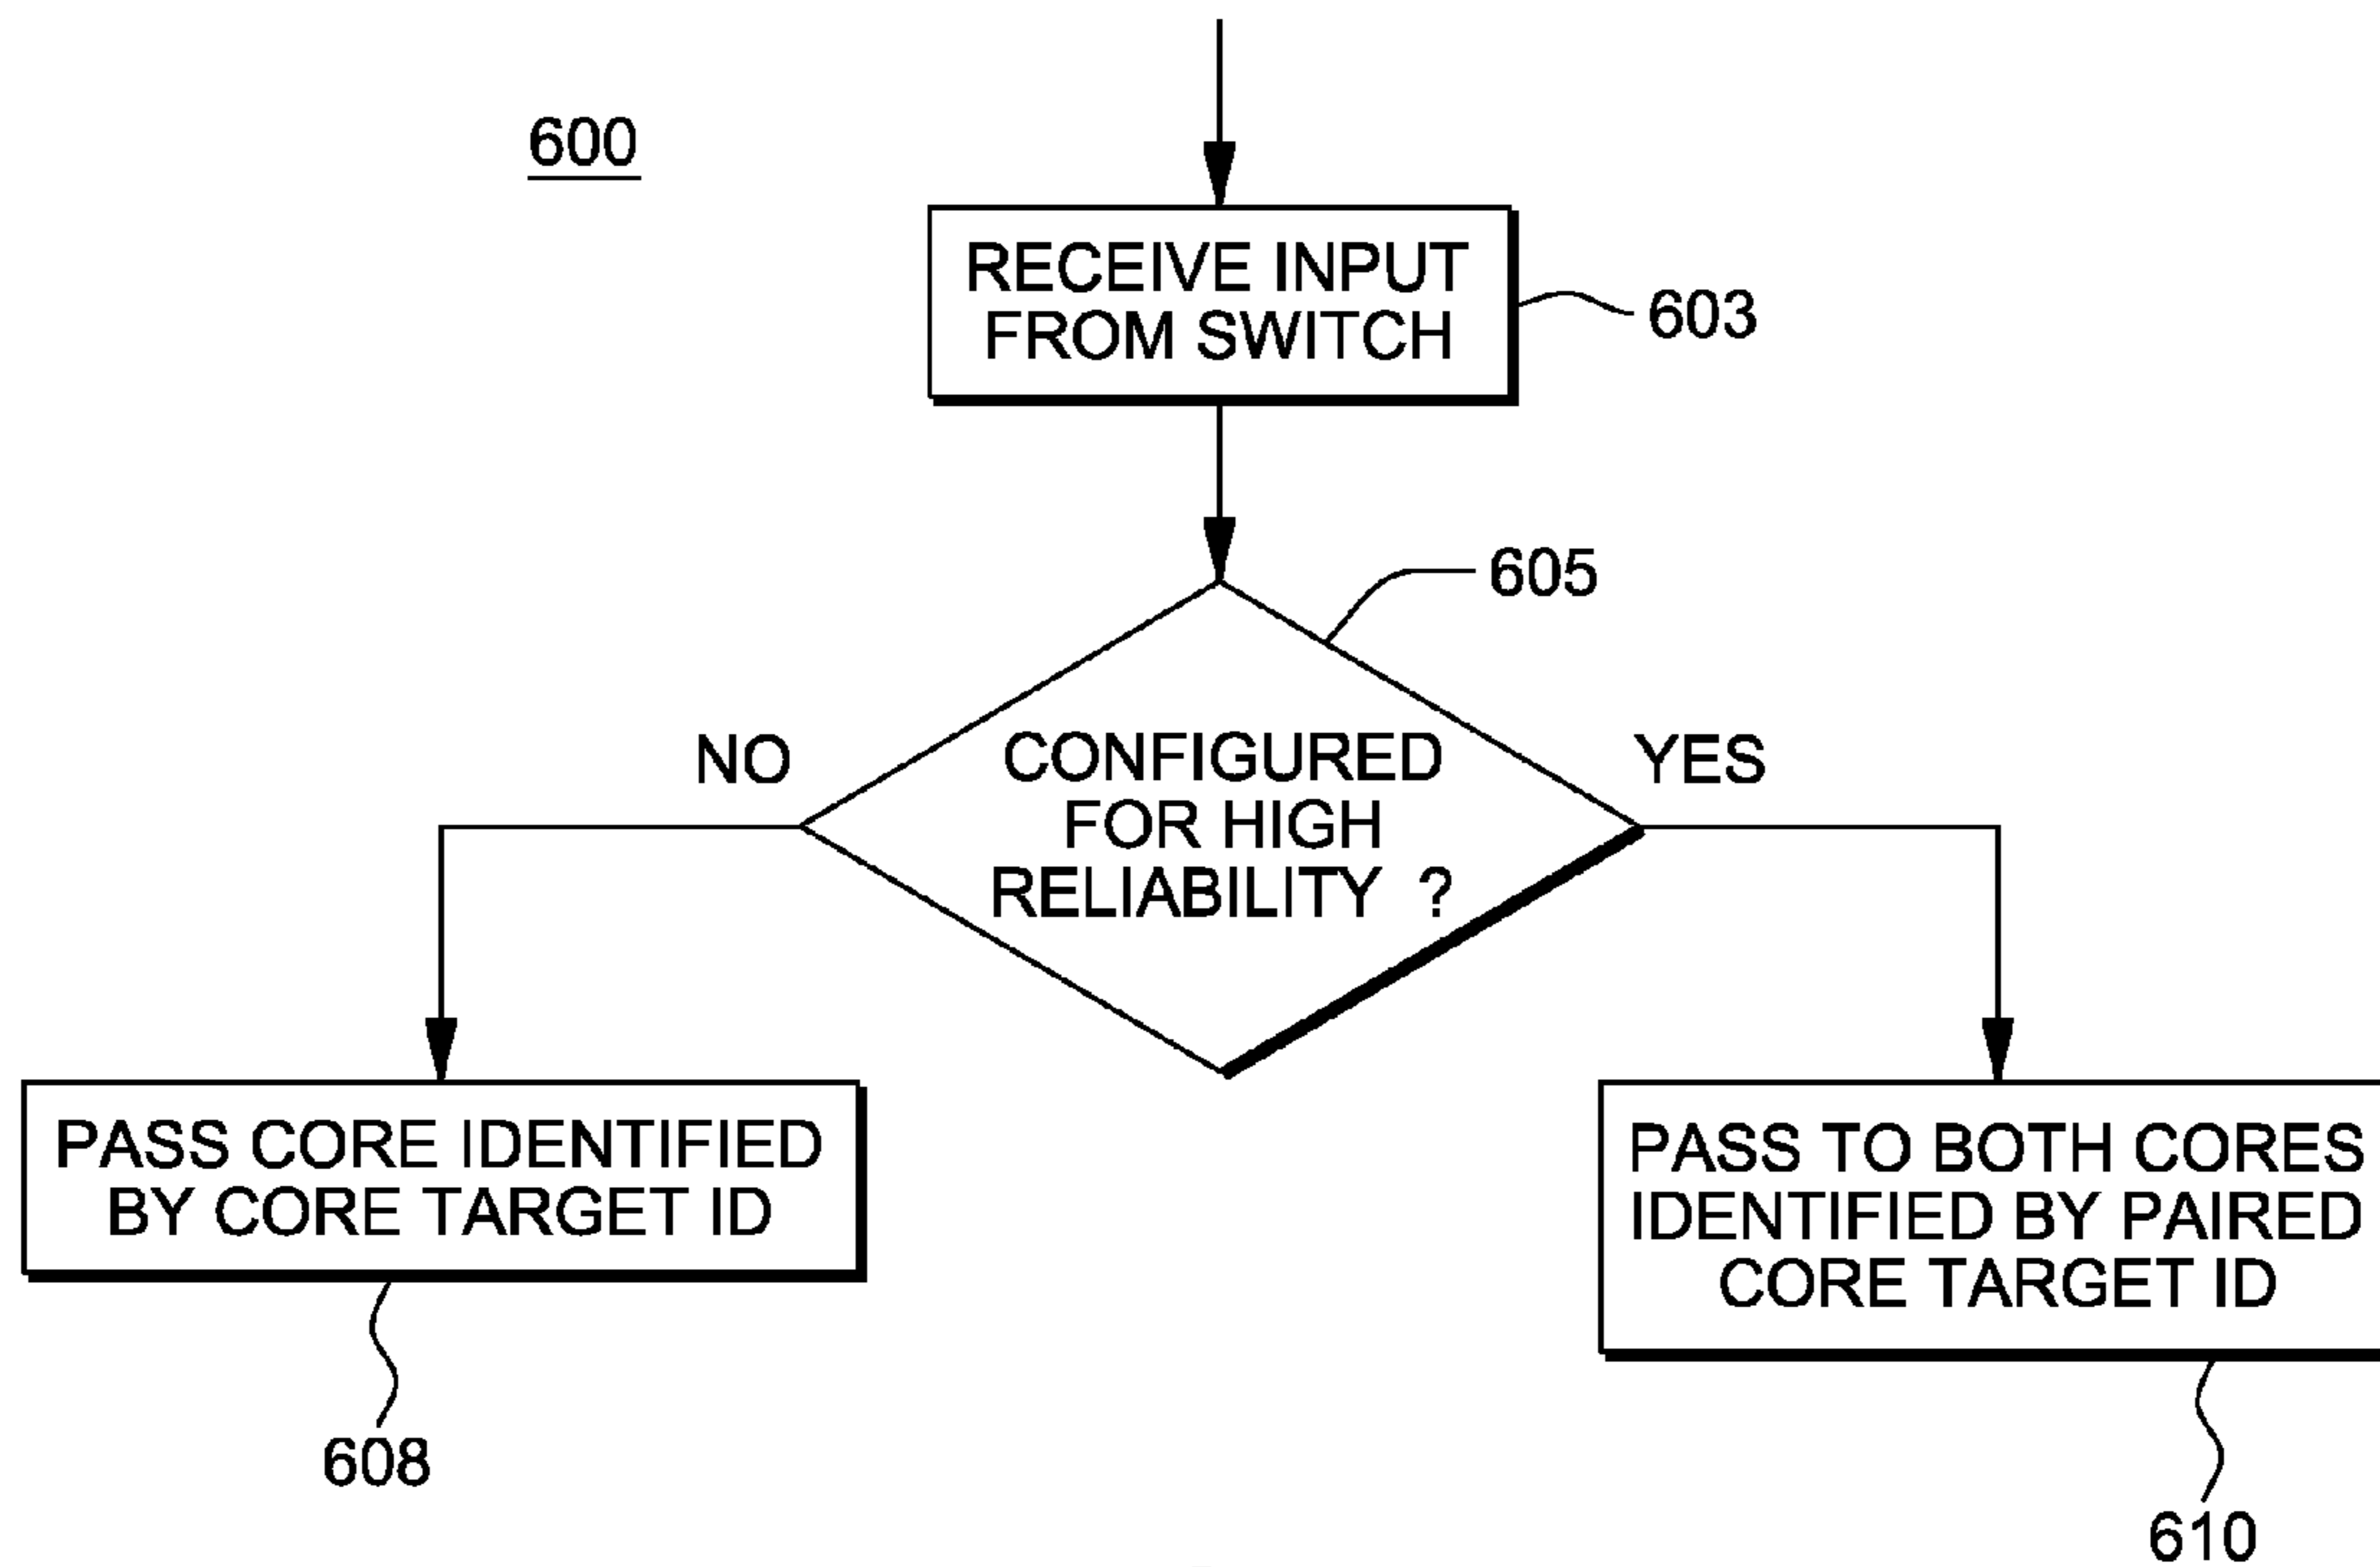 600
RECEIVE INPUT
FROM SWITCH
603
605
NO
CONFIGURED
FOR HIGH
RELIABILITY ?
YES
PASS CORE IDENTIFIED
BY CORE TARGET ID
608
PASS TO BOTH CORES
IDENTIFIED BY PAIRED
CORE TARGET ID
610